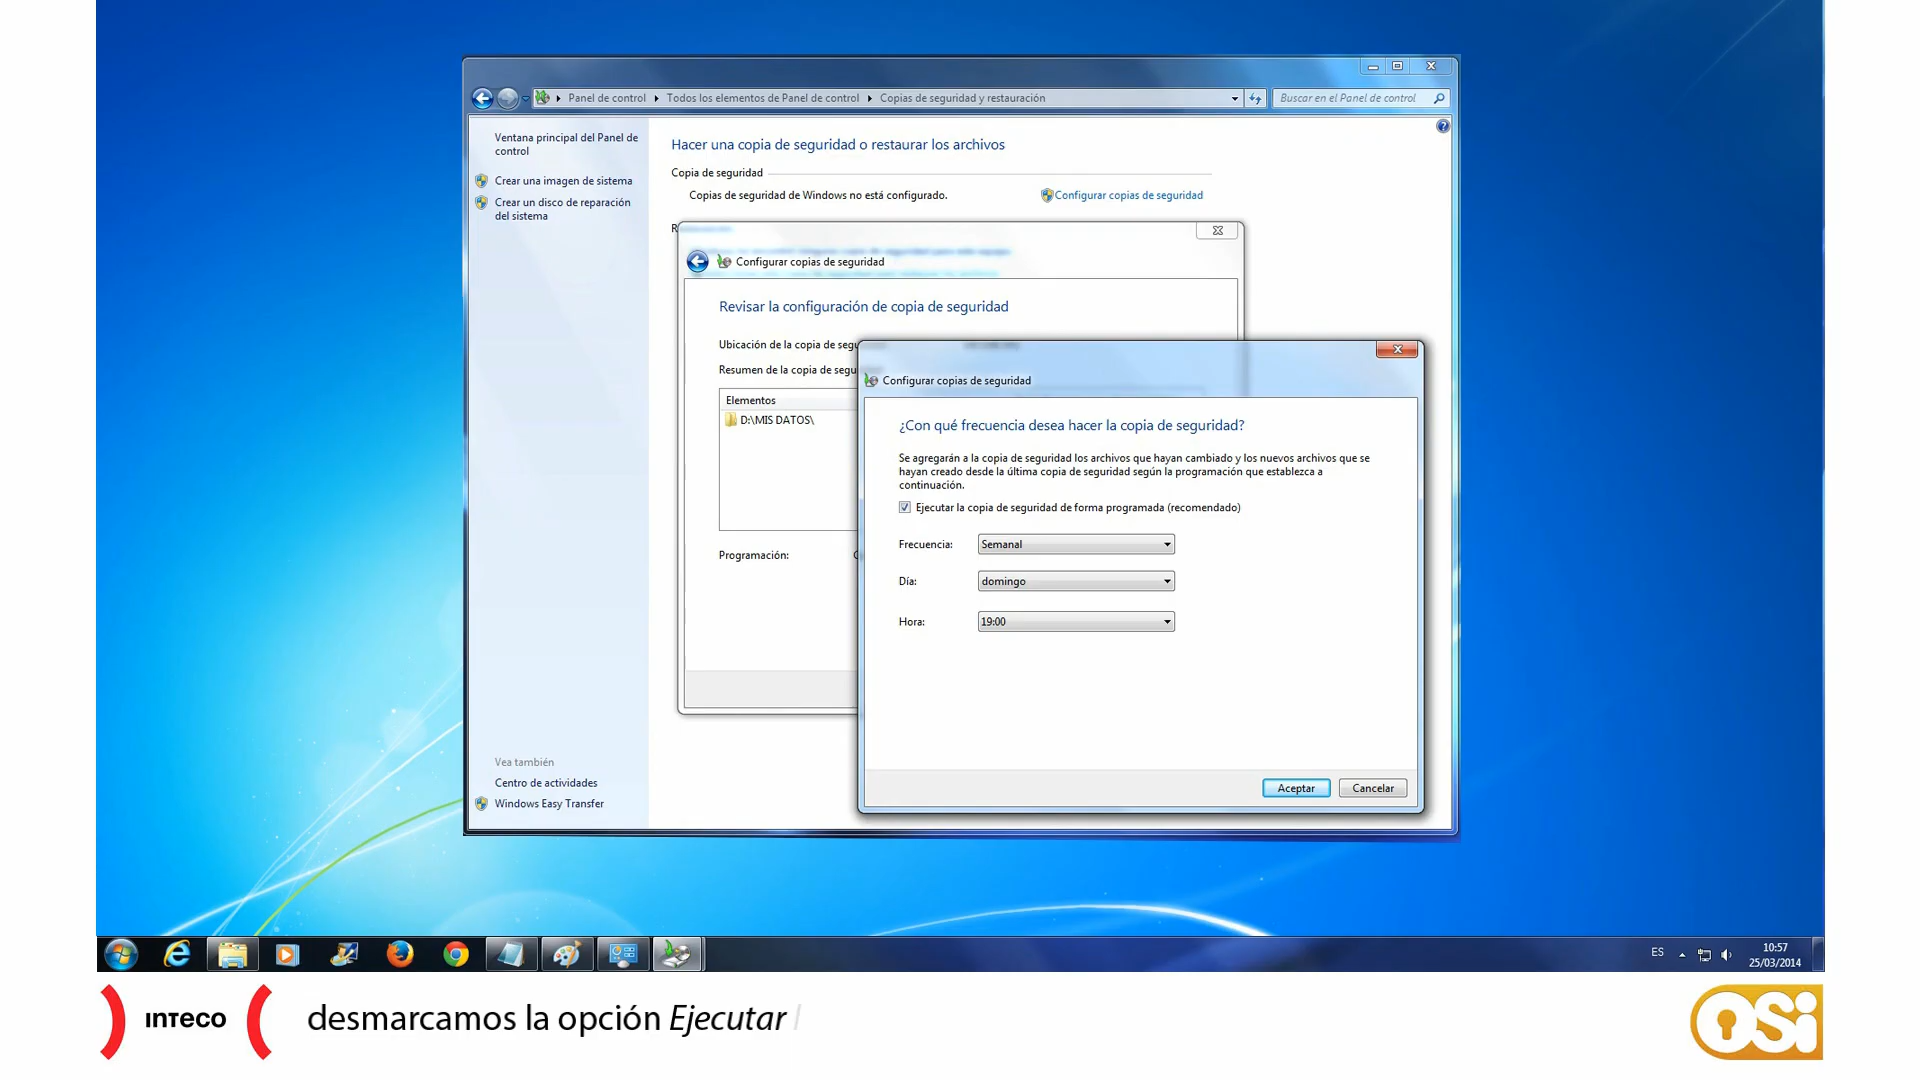 Panel de control
Todos los elementos de Panel de control
Copias de seguridad y restauración
Buscar en el Panel de control
Ventana principal del Panel de
control
Crear una imagen de sistema
Crear un disco de reparación
del sistema
Hacer una copia de seguridad o restaurar los archivos
Copia de seguridad
Copias de seguridad de Windows no está configurado.
Configurar copias de seguridad
Configurar copias de seguridad
Revisar la configuración de copia de seguridad
Ubicación de la copia de segu
Resumen de la copia de segu
Elementos
D:\MIS DATOS\
Programación:
Configurar copias de seguridad
¿Con qué frecuencia desea hacer la copia de seguridad?
Se agregarán a la copia de seguridad los archivos que hayan cambiado y los nuevos archivos que se
hayan creado desde la última copia de seguridad según la programación que establezca a
continuación.
Ejecutar la copia de seguridad de forma programada (recomendado)
Frecuencia: Semanal
Día: domingo
Hora: 19:00
Aceptar Cancelar
Vea también
Centro de actividades
Windows Easy Transfer
ES
10:57
25/03/2014
INTECO
desmarcamos la opción Ejecutar
OSi